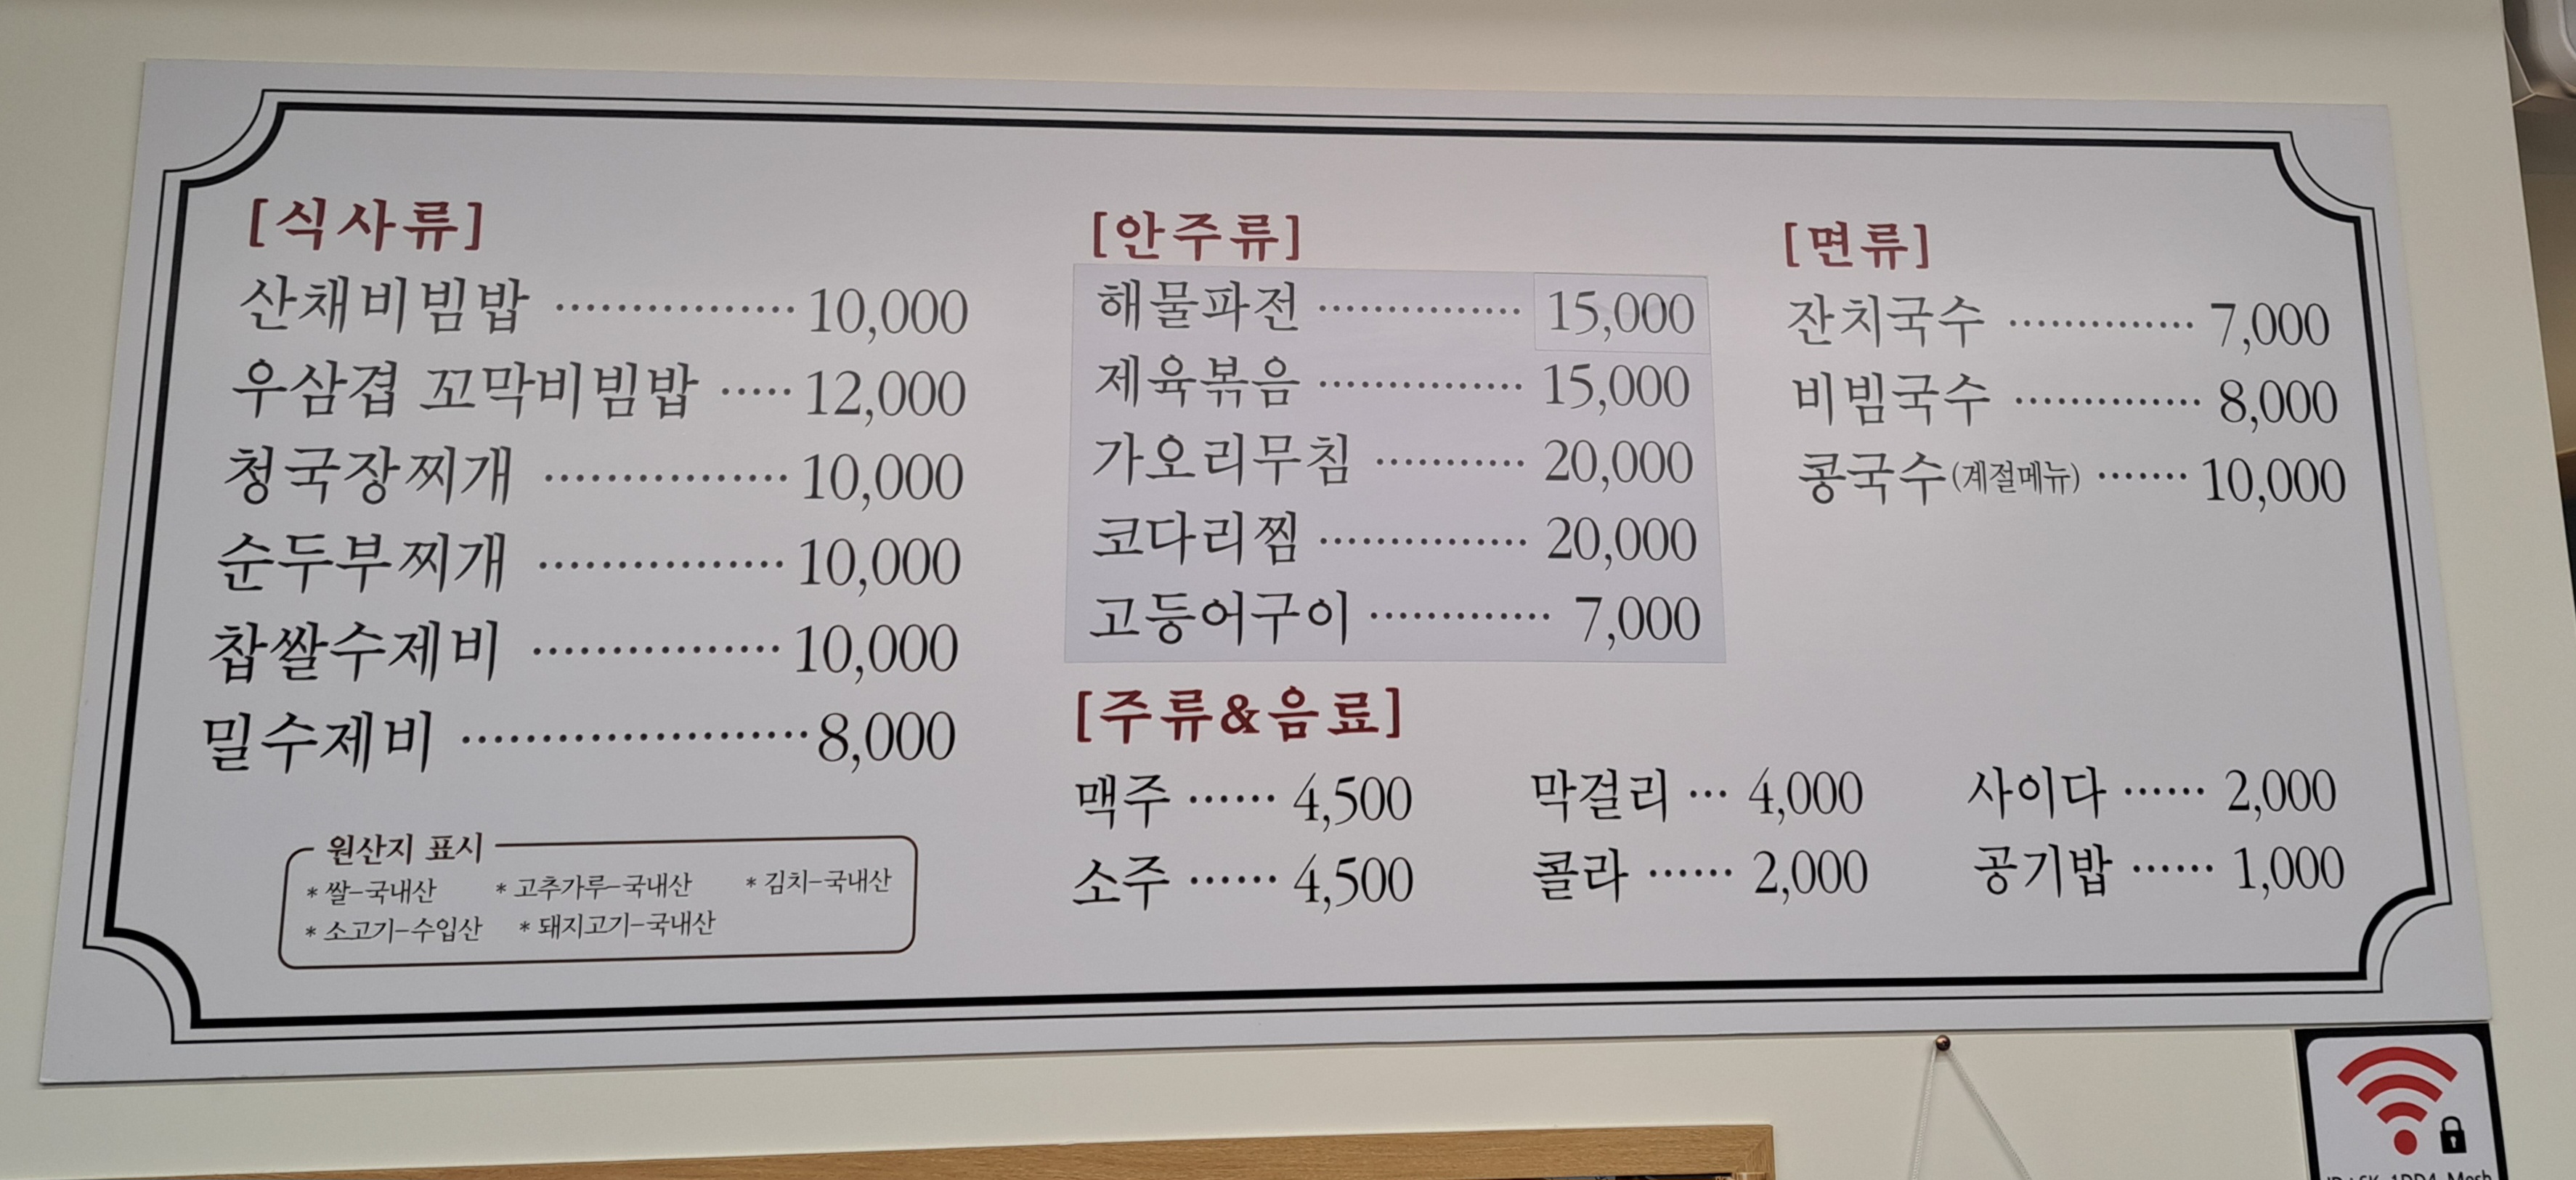 [식사류]
산채비빔밥 ················ 10,000
우삼겹 꼬막비빔밥 ····· 12,000
청국장찌개 ················ 10,000
순두부찌개 ················ 10,000
찹쌀수제비 ················ 10,000
밀수제비 ······················ 8,000
원산지 표시
* 쌀-국내산 * 고추가루-국내산 * 김치-국내산
* 소고기-수입산 * 돼지고기-국내산
[안주류]
해물파전 ·············· 15,000
제육볶음 ·············· 15,000
가오리무침 ··········· 20,000
코다리찜 ·············· 20,000
고등어구이 ············ 7,000
[면류]
잔치국수 ·············· 7,000
비빔국수 ·············· 8,000
콩국수(계절메뉴) ······· 10,000
[주류&음료]
맥주 ······ 4,500 막걸리 ··· 4,000 사이다 ······ 2,000
소주 ······ 4,500 콜라 ······ 2,000 공기밥 ······ 1,000